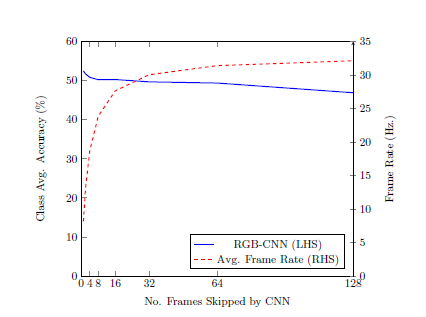 60
50
40
30
20
10
0
Class Avg. Accuracy (%)
35
30
25
20
15
10
5
0
Frame Rate (Hz.)
RGB-CNN (LHS)
Avg. Frame Rate (RHS)
0 4 8 16 32 64 128
No. Frames Skipped by CNN